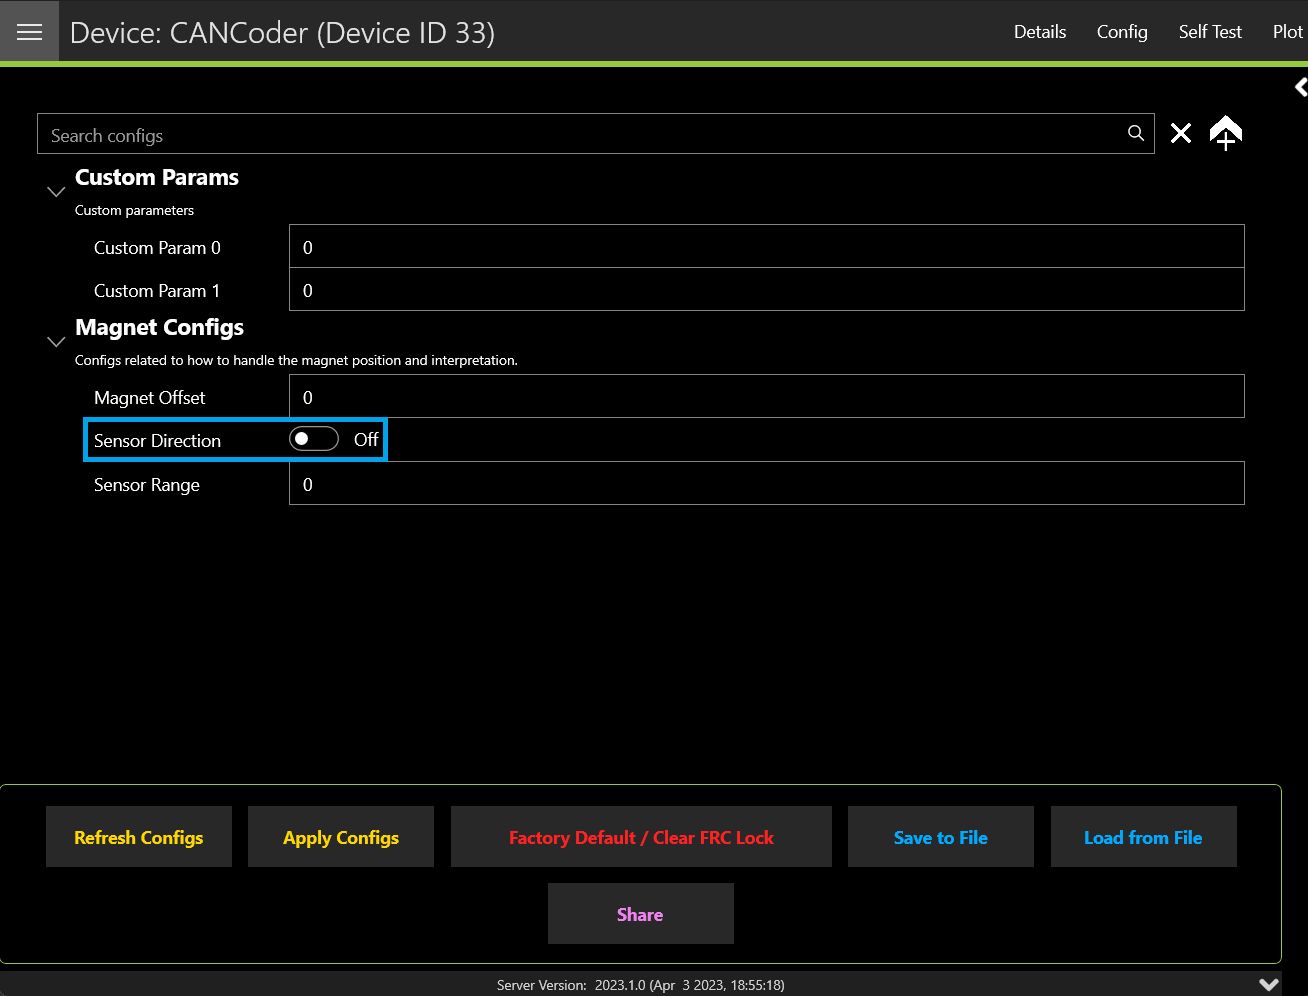 Device: CANCoder (Device ID 33)
Details Config Self Test Plot
Search configs
Custom Params
Custom parameters
Custom Param 0 0
Custom Param 1 0
Magnet Configs
Configs related to how to handle the magnet position and interpretation.
Magnet Offset 0
Sensor Direction Off
Sensor Range 0
Refresh Configs Apply Configs Factory Default / Clear FRC Lock Save to File Load from File
Share
Server Version: 2023.1.0 (Apr 3 2023, 18:55:18)